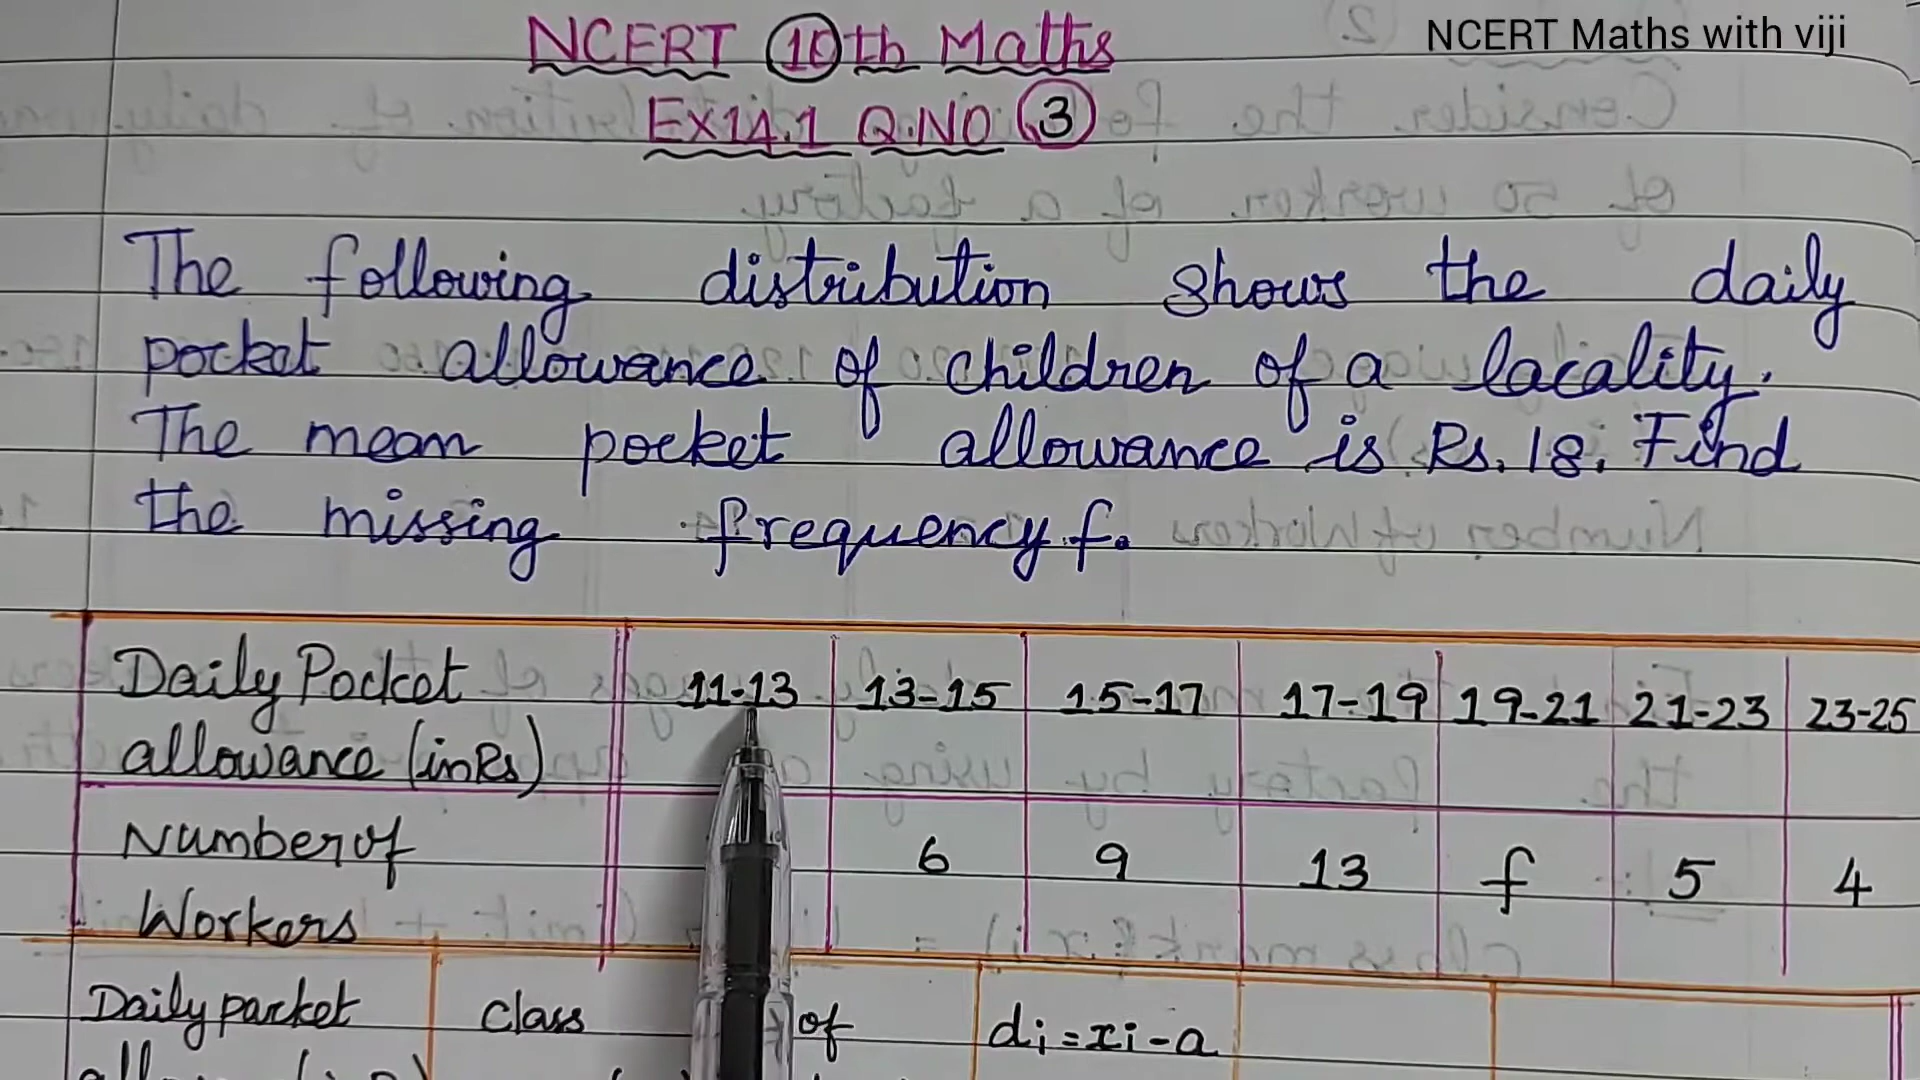 NCERT Maths with viji
NCERT 10th Maths
Ex14.1 Q.NO 3
The following distribution shows the daily
pocket allowance of children of a lacality.
The mean pocket allowance is Rs. 18. Find
the missing frequency f.
Daily Pocket 11-13 13-15 15-17 17-19 19-21 21-23 23-25
allowance (in Rs)
Number of 6 9 13 f 5 4
Workers
Daily packet class of di = xi - a